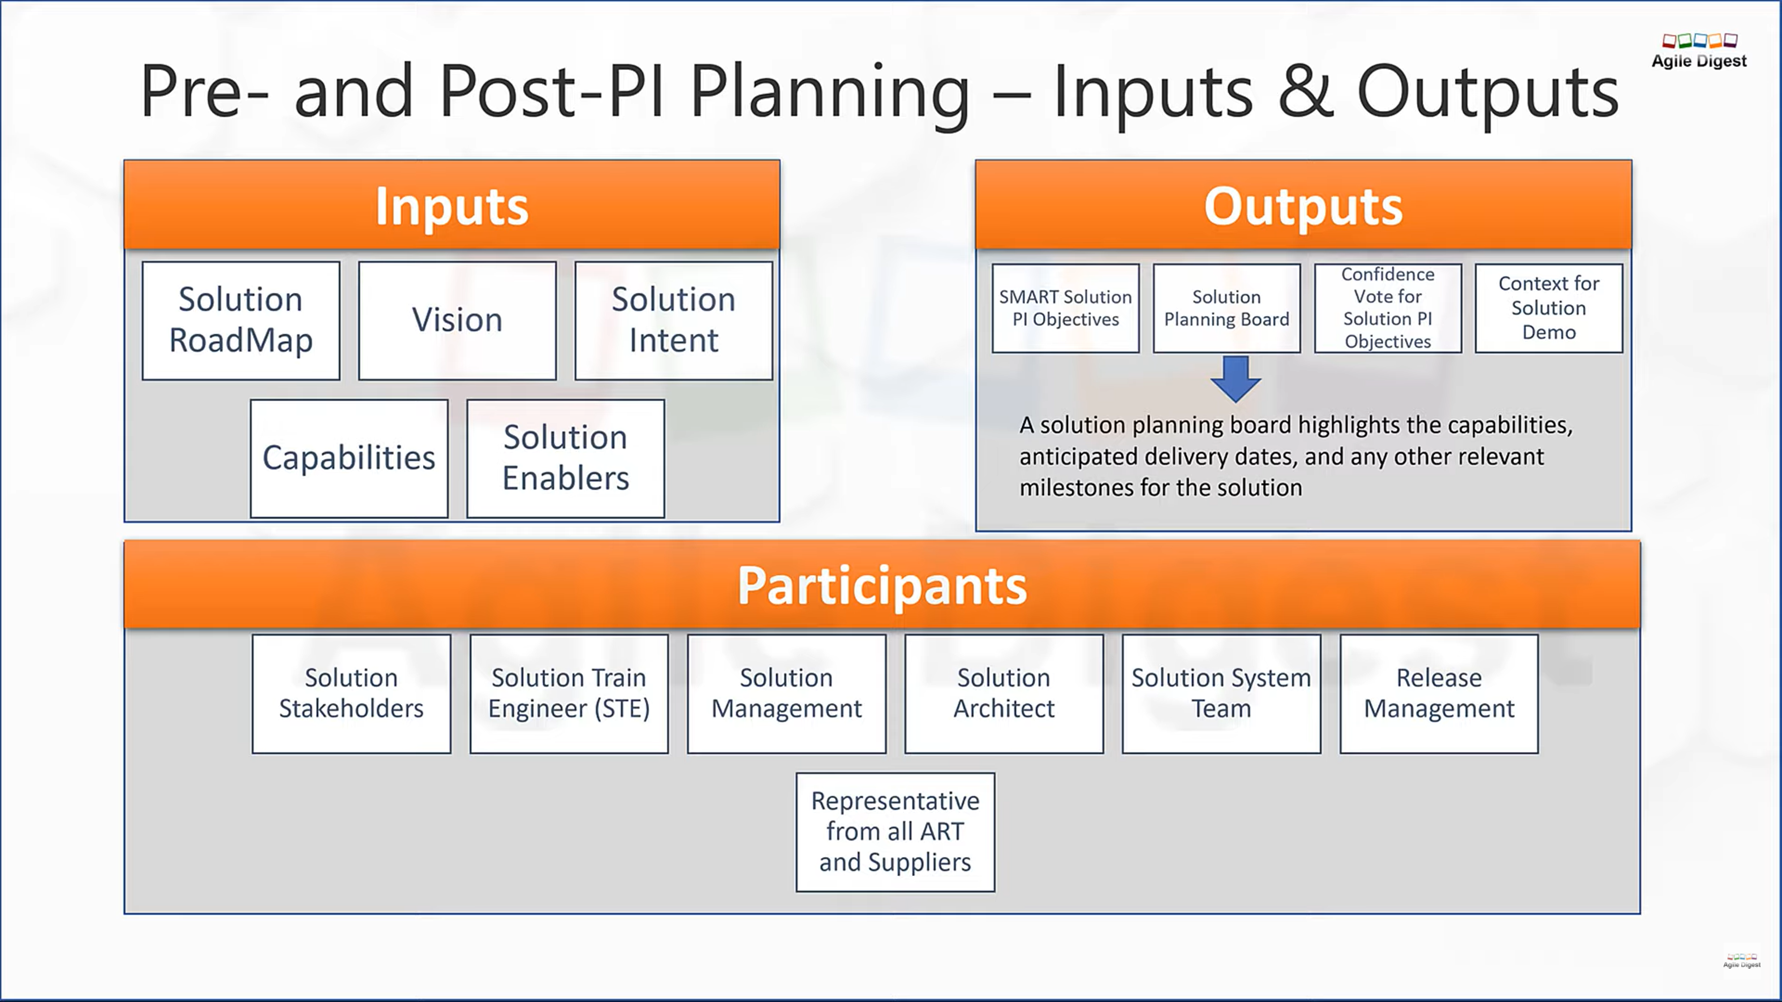 Agile Digest
Pre- and Post-PI Planning – Inputs & Outputs
Inputs
Solution
RoadMap
Vision
Solution
Intent
Capabilities
Solution
Enablers
Outputs
SMART Solution
PI Objectives
Solution
Planning Board
Confidence
Vote for
Solution PI
Objectives
Context for
Solution
Demo
A solution planning board highlights the capabilities,
anticipated delivery dates, and any other relevant
milestones for the solution
Participants
Solution
Stakeholders
Solution Train
Engineer (STE)
Solution
Management
Solution
Architect
Solution System
Team
Release
Management
Representative
from all ART
and Suppliers
Agile Digest
Agile Digest